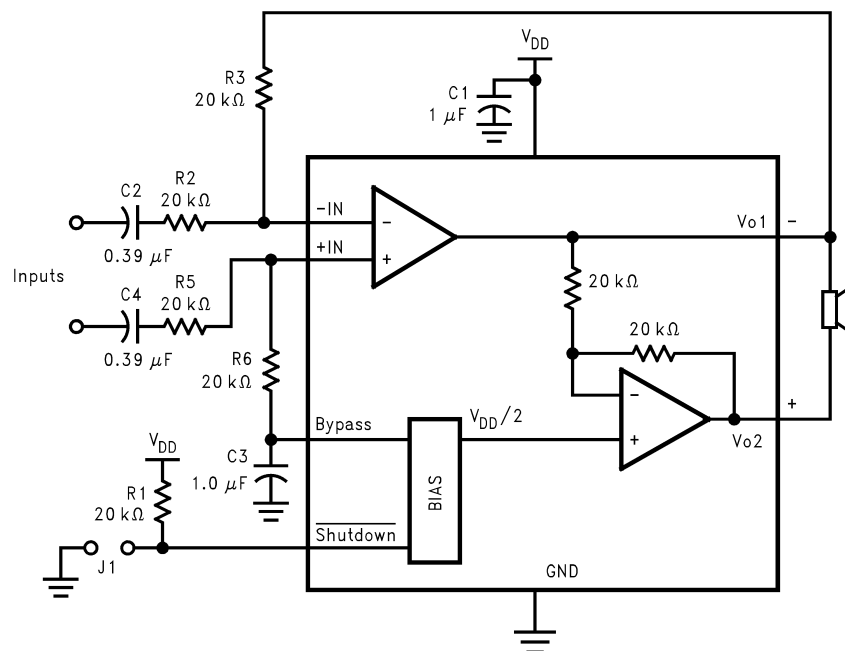 V_DD
R3
20 kΩ
C1
1 μF
C2
R2
20 kΩ
0.39 μF
-IN
+IN
-
+
Vo1
-
Inputs
C4
R5
20 kΩ
0.39 μF
20 kΩ
20 kΩ
R6
20 kΩ
Bypass
V_DD/2
-
+
+
Vo2
V_DD
C3
1.0 μF
BIAS
R1
20 kΩ
Shutdown
J1
GND